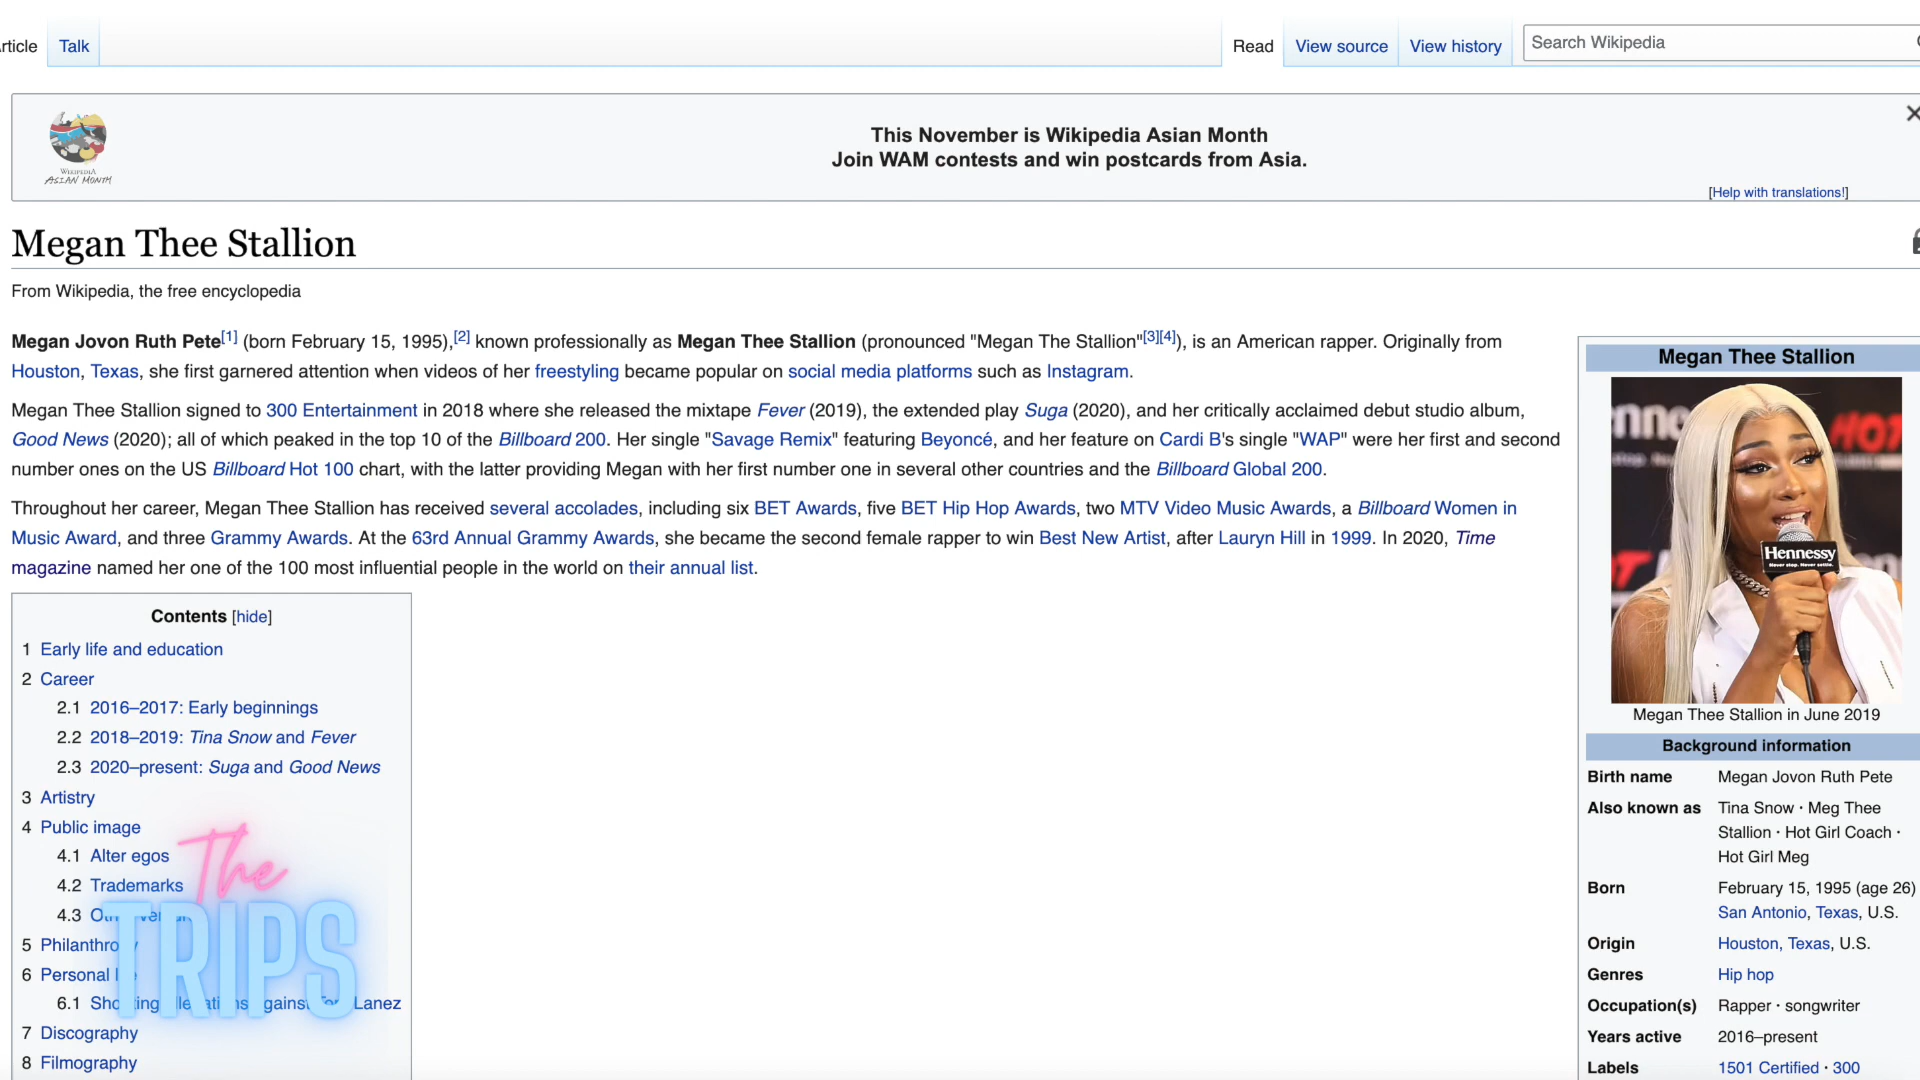 rticle Talk Read View source View history Search Wikipedia
WIKIPEDIA
ASIAN MONTH
This November is Wikipedia Asian Month
Join WAM contests and win postcards from Asia.
[Help with translations!]
Megan Thee Stallion
From Wikipedia, the free encyclopedia
Megan Jovon Ruth Pete[1] (born February 15, 1995),[2] known professionally as Megan Thee Stallion (pronounced "Megan The Stallion"[3][4]), is an American rapper. Originally from
Houston, Texas, she first garnered attention when videos of her freestyling became popular on social media platforms such as Instagram.
Megan Thee Stallion signed to 300 Entertainment in 2018 where she released the mixtape Fever (2019), the extended play Suga (2020), and her critically acclaimed debut studio album,
Good News (2020); all of which peaked in the top 10 of the Billboard 200. Her single "Savage Remix" featuring Beyoncé, and her feature on Cardi B's single "WAP" were her first and second
number ones on the US Billboard Hot 100 chart, with the latter providing Megan with her first number one in several other countries and the Billboard Global 200.
Throughout her career, Megan Thee Stallion has received several accolades, including six BET Awards, five BET Hip Hop Awards, two MTV Video Music Awards, a Billboard Women in
Music Award, and three Grammy Awards. At the 63rd Annual Grammy Awards, she became the second female rapper to win Best New Artist, after Lauryn Hill in 1999. In 2020, Time
magazine named her one of the 100 most influential people in the world on their annual list.
Contents [hide]
1 Early life and education
2 Career
2.1 2016–2017: Early beginnings
2.2 2018–2019: Tina Snow and Fever
2.3 2020–present: Suga and Good News
3 Artistry
4 Public image
4.1 Alter egos
4.2 Trademarks
4.3
5 Philanthropy
6 Personal life
6.1 Shooting allegations against Tory Lanez
7 Discography
8 Filmography
The
TRIPS
Megan Thee Stallion
HOT
Hennessy
Never stop. Never settle.
Megan Thee Stallion in June 2019
Background information
Birth name Megan Jovon Ruth Pete
Also known as Tina Snow · Meg Thee
Stallion · Hot Girl Coach ·
Hot Girl Meg
Born February 15, 1995 (age 26)
San Antonio, Texas, U.S.
Origin Houston, Texas, U.S.
Genres Hip hop
Occupation(s) Rapper · songwriter
Years active 2016–present
Labels 1501 Certified · 300